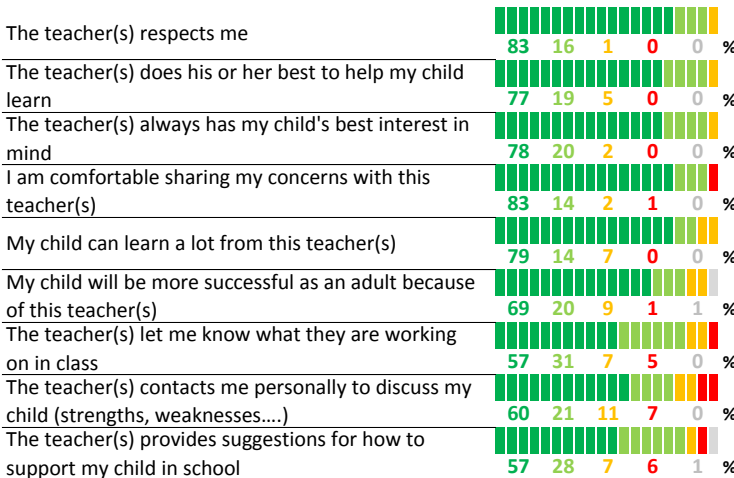 The teacher(s) respects me
83 16 1 0 0 %
The teacher(s) does his or her best to help my child
learn
77 19 5 0 0 %
The teacher(s) always has my child's best interest in
mind
78 20 2 0 0 %
I am comfortable sharing my concerns with this
teacher(s)
83 14 2 1 0 %
My child can learn a lot from this teacher(s)
79 14 7 0 0 %
My child will be more successful as an adult because
of this teacher(s)
69 20 9 1 1 %
The teacher(s) let me know what they are working
on in class
57 31 7 5 0 %
The teacher(s) contacts me personally to discuss my
child (strengths, weaknesses....)
60 21 11 7 0 %
The teacher(s) provides suggestions for how to
support my child in school
57 28 7 6 1 %